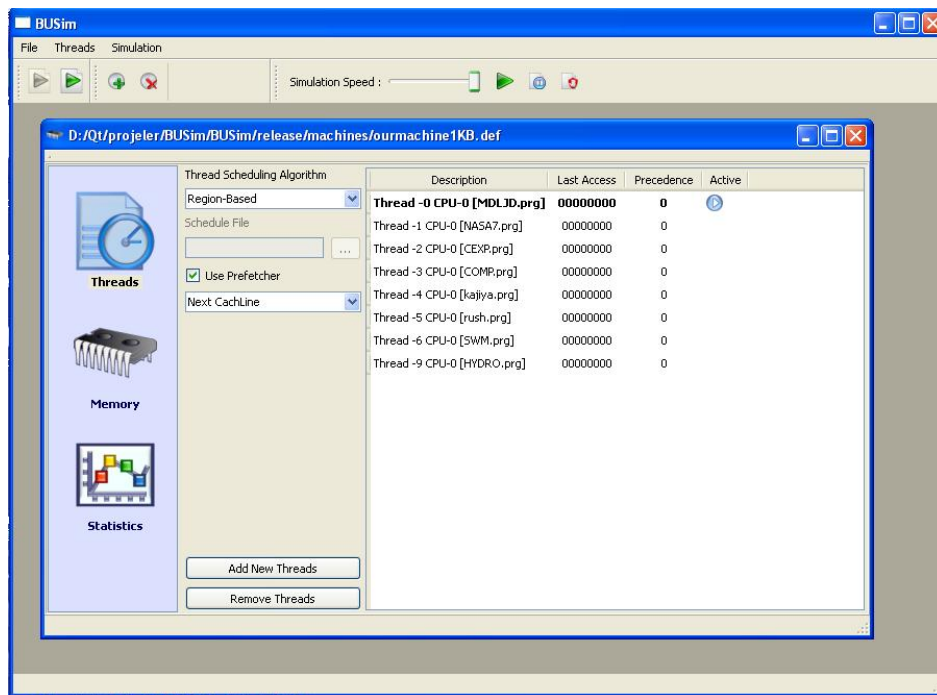 BUSim
File Threads Simulation
Simulation Speed :
D:/Qt/projeler/BUSim/BUSim/release/machines/ourmachine1KB.def
Threads
Memory
Statistics
Thread Scheduling Algorithm
Region-Based
Schedule File
...
Use Prefetcher
Next CachLine
Add New Threads
Remove Threads
Description Last Access Precedence Active
Thread -0 CPU-0 [MDLJD.prg] 00000000 0
Thread -1 CPU-0 [NASA7.prg] 00000000 0
Thread -2 CPU-0 [CEXP.prg] 00000000 0
Thread -3 CPU-0 [COMP.prg] 00000000 0
Thread -4 CPU-0 [kajiya.prg] 00000000 0
Thread -5 CPU-0 [rush.prg] 00000000 0
Thread -6 CPU-0 [SWM.prg] 00000000 0
Thread -9 CPU-0 [HYDRO.prg] 00000000 0